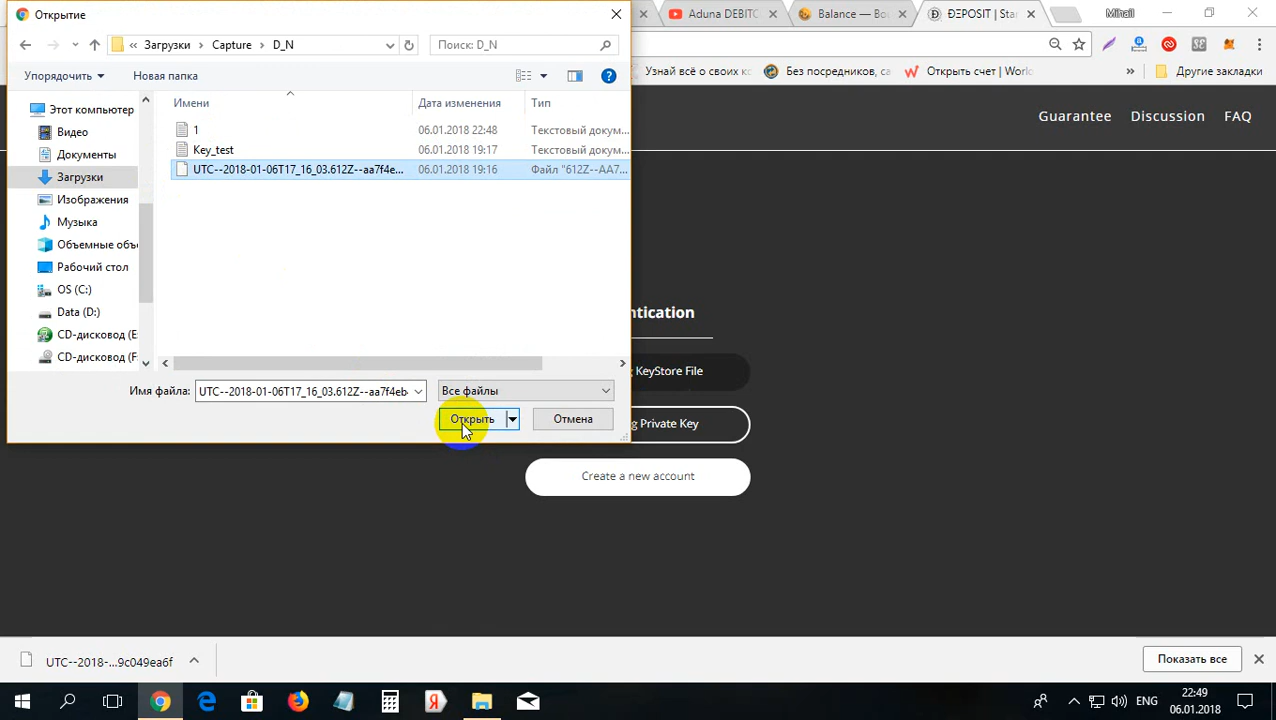 Открытие
Aduna DEBITC
Balance — Bou
ÐEPOSIT | Star
Mihail
Загрузки
Capture
D_N
Поиск: D_N
Упорядочить
Новая папка
Узнай всё о своих кс
Без посредников, са
Открыть счет | Worl
Другие закладки
Имени
Дата изменения
Тип
Этот компьютер
Видео
Документы
Загрузки
Изображения
Музыка
Объемные объ
Рабочий стол
OS (C:)
Data (D:)
CD-дисковод (E
CD-дисковод (F:
1
06.01.2018 22:48
Текстовый докум...
Key_test
06.01.2018 19:17
Текстовый докум...
UTC--2018-01-06T17_16_03.612Z--aa7f4e...
06.01.2018 19:16
Файл "612Z--AA7...
Guarantee
Discussion
FAQ
Имя файла:
UTC--2018-01-06T17_16_03.612Z--aa7f4eb
Все файлы
Открыть
Отмена
ntication
g KeyStore File
g Private Key
Create a new account
UTC--2018-....9c049ea6f
Показать все
ENG
22:49
06.01.2018